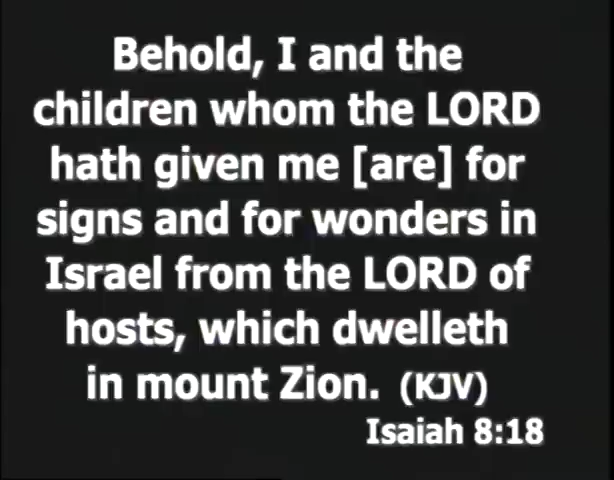 Behold, I and the
children whom the LORD
hath given me [are] for
signs and for wonders in
Israel from the LORD of
hosts, which dwelleth
in mount Zion. (KJV)
Isaiah 8:18